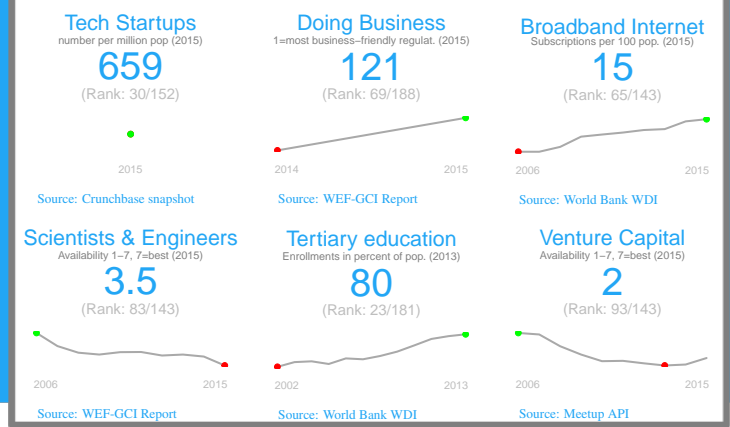 Tech Startups
number per million pop (2015)
659
(Rank: 30/152)
2015
Source: Crunchbase snapshot
Doing Business
1=most business−friendly regulat. (2015)
121
(Rank: 69/188)
2014 2015
Source: WEF-GCI Report
Broadband Internet
Subscriptions per 100 pop. (2015)
15
(Rank: 65/143)
2006 2015
Source: World Bank WDI
Scientists & Engineers
Availability 1−7, 7=best (2015)
3.5
(Rank: 83/143)
2006 2015
Source: WEF-GCI Report
Tertiary education
Enrollments in percent of pop. (2013)
80
(Rank: 23/181)
2002 2013
Source: World Bank WDI
Venture Capital
Availability 1−7, 7=best (2015)
2
(Rank: 93/143)
2006 2015
Source: Meetup API